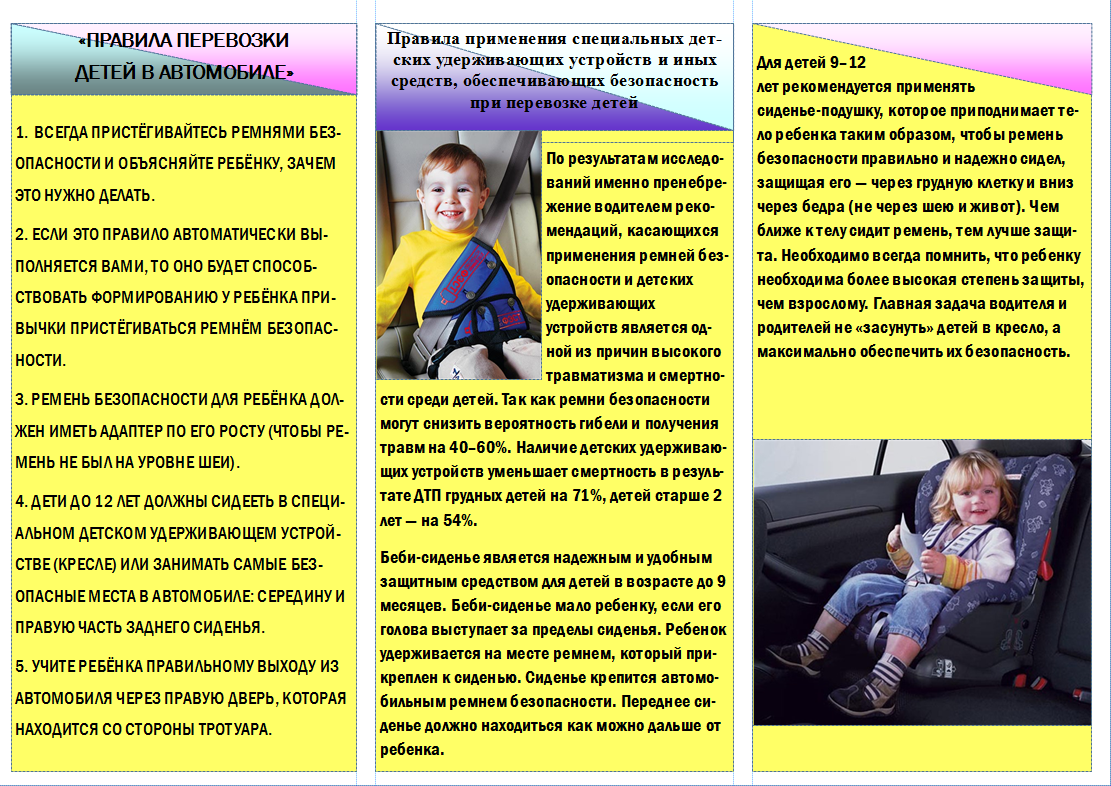 «ПРАВИЛА ПЕРЕВОЗКИ
ДЕТЕЙ В АВТОМОБИЛЕ»
1. ВСЕГДА ПРИСТЁГИВАЙТЕСЬ РЕМНЯМИ БЕЗ-
ОПАСНОСТИ И ОБЪЯСНЯЙТЕ РЕБЁНКУ, ЗАЧЕМ
ЭТО НУЖНО ДЕЛАТЬ.
2. ЕСЛИ ЭТО ПРАВИЛО АВТОМАТИЧЕСКИ ВЫ-
ПОЛНЯЕТСЯ ВАМИ, ТО ОНО БУДЕТ СПОСОБ-
СТВОВАТЬ ФОРМИРОВАНИЮ У РЕБЁНКА ПРИ-
ВЫЧКИ ПРИСТЁГИВАТЬСЯ РЕМНЁМ БЕЗОПАС-
НОСТИ.
3. РЕМЕНЬ БЕЗОПАСНОСТИ ДЛЯ РЕБЁНКА ДОЛ-
ЖЕН ИМЕТЬ АДАПТЕР ПО ЕГО РОСТУ (ЧТОБЫ РЕ-
МЕНЬ НЕ БЫЛ НА УРОВНЕ ШЕИ).
4. ДЕТИ ДО 12 ЛЕТ ДОЛЖНЫ СИДЕЕТЬ В СПЕЦИ-
АЛЬНОМ ДЕТСКОМ УДЕРЖИВАЮЩЕМ УСТРОЙ-
СТВЕ (КРЕСЛЕ) ИЛИ ЗАНИМАТЬ САМЫЕ БЕЗ-
ОПАСНЫЕ МЕСТА В АВТОМОБИЛЕ: СЕРЕДИНУ И
ПРАВУЮ ЧАСТЬ ЗАДНЕГО СИДЕНЬЯ.
5. УЧИТЕ РЕБЁНКА ПРАВИЛЬНОМУ ВЫХОДУ ИЗ
АВТОМОБИЛЯ ЧЕРЕЗ ПРАВУЮ ДВЕРЬ, КОТОРАЯ
НАХОДИТСЯ СО СТОРОНЫ ТРОТУАРА.
Правила применения специальных дет-
ских удерживающих устройств и иных
средств, обеспечивающих безопасность
при перевозке детей
По результатам исследо-
ваний именно пренебре-
жение водителем реко-
мендаций, касающихся
применения ремней без-
опасности и детских
удерживающих
устройств является од-
ной из причин высокого
травматизма и смертно-
сти среди детей. Так как ремни безопасности
могут снизить вероятность гибели и получения
травм на 40–60%. Наличие детских удерживаю-
щих устройств уменьшает смертность в резуль-
тате ДТП грудных детей на 71%, детей старше 2
лет — на 54%.
Беби-сиденье является надежным и удобным
защитным средством для детей в возрасте до 9
месяцев. Беби-сиденье мало ребенку, если его
голова выступает за пределы сиденья. Ребенок
удерживается на месте ремнем, который при-
креплен к сиденью. Сиденье крепится автомо-
бильным ремнем безопасности. Переднее си-
денье должно находиться как можно дальше от
ребенка.
Для детей 9–12
лет рекомендуется применять
сиденье-подушку, которое приподнимает те-
ло ребенка таким образом, чтобы ремень
безопасности правильно и надежно сидел,
защищая его — через грудную клетку и вниз
через бедра (не через шею и живот). Чем
ближе к телу сидит ремень, тем лучше защи-
та. Необходимо всегда помнить, что ребенку
необходима более высокая степень защиты,
чем взрослому. Главная задача водителя и
родителей не «засунуть» детей в кресло, а
максимально обеспечить их безопасность.